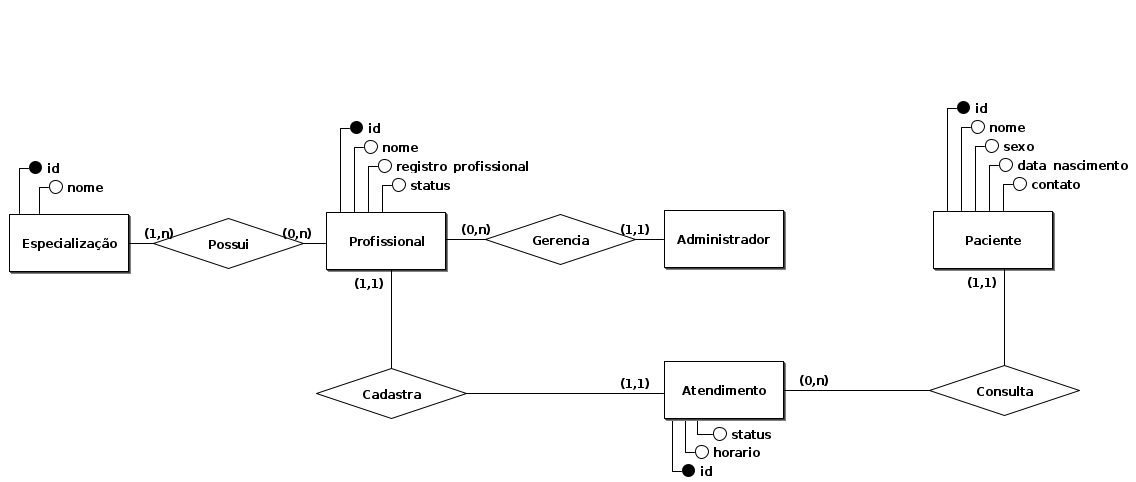 id
nome
Especialização
(1,n)
Possui
(0,n)
id
nome
registro profissional
status
Profissional
(0,n)
Gerencia
(1,1)
Administrador
id
nome
sexo
data nascimento
contato
Paciente
(1,1)
(1,1)
Cadastra
(1,1)
Atendimento
(0,n)
Consulta
status
horario
id